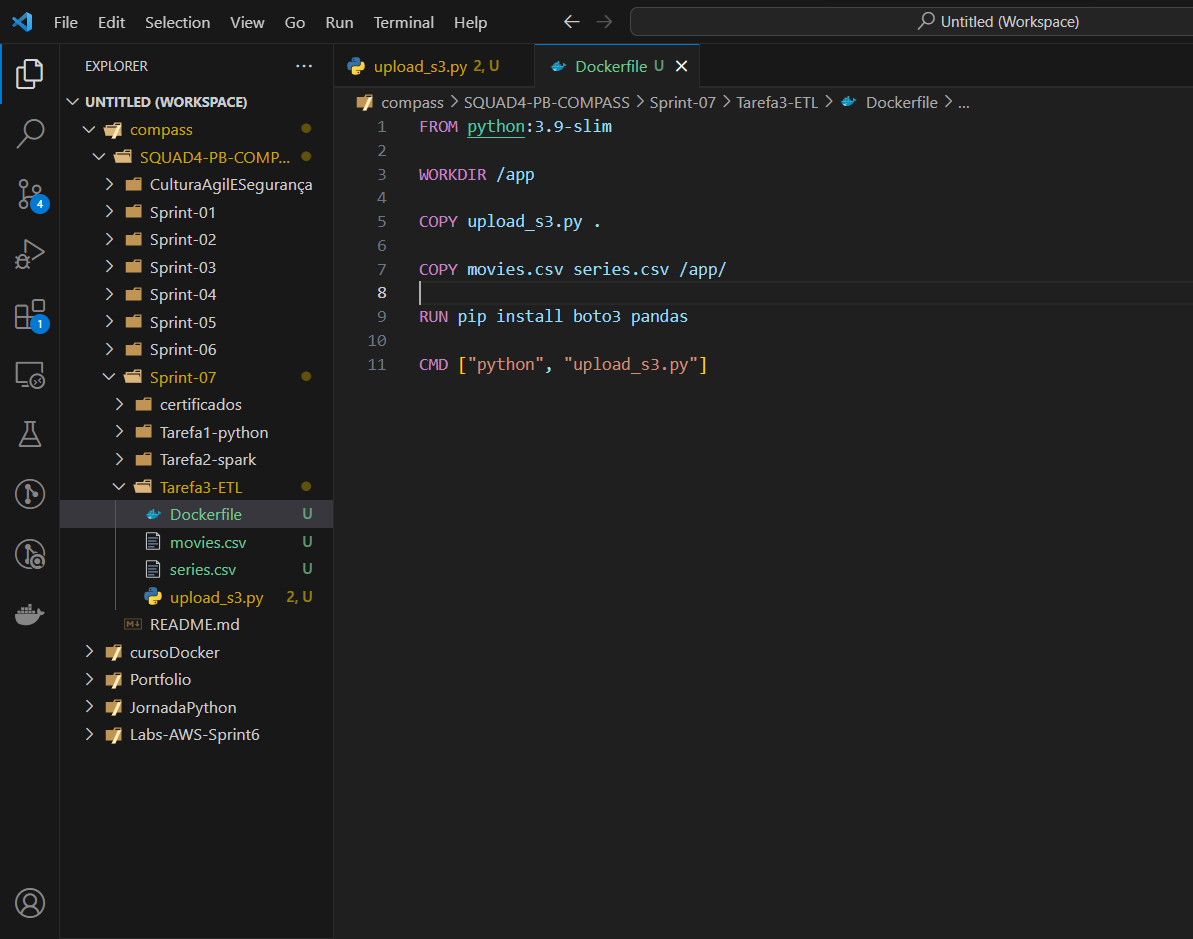 File Edit Selection View Go Run Terminal Help
Untitled (Workspace)
EXPLORER
UNTITLED (WORKSPACE)
compass
SQUAD4-PB-COMP...
CulturaAgilESegurança
Sprint-01
Sprint-02
Sprint-03
Sprint-04
Sprint-05
Sprint-06
Sprint-07
certificados
Tarefa1-python
Tarefa2-spark
Tarefa3-ETL
Dockerfile U
movies.csv U
series.csv U
upload_s3.py 2, U
README.md
cursoDocker
Portfolio
JornadaPython
Labs-AWS-Sprint6
4
1
upload_s3.py 2, U
Dockerfile U
compass > SQUAD4-PB-COMPASS > Sprint-07 > Tarefa3-ETL > Dockerfile > ...
1 FROM python:3.9-slim
2
3 WORKDIR /app
4
5 COPY upload_s3.py .
6
7 COPY movies.csv series.csv /app/
8
9 RUN pip install boto3 pandas
10
11 CMD ["python", "upload_s3.py"]